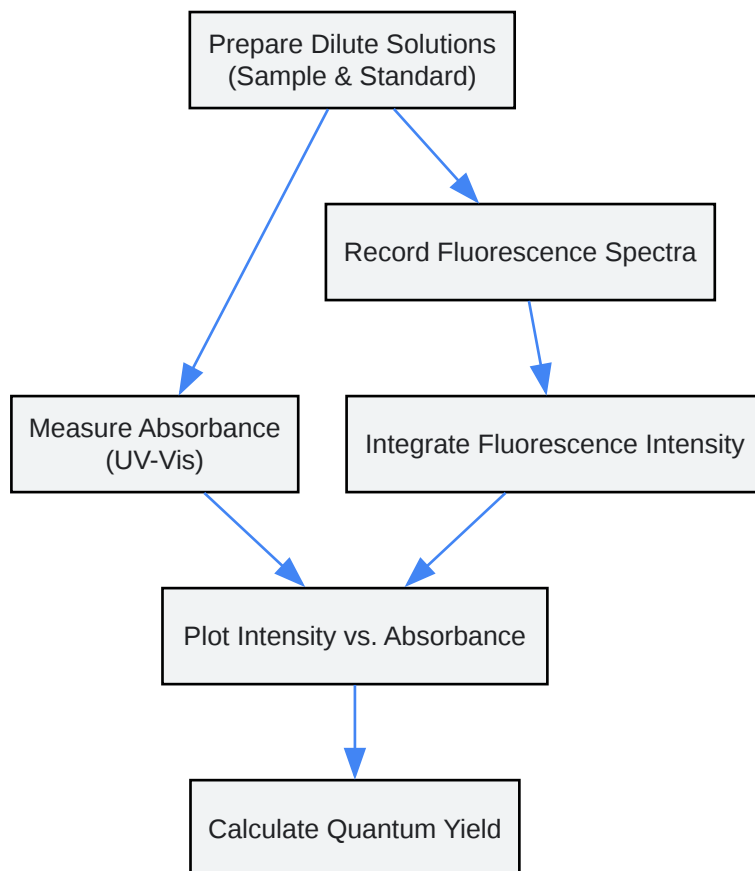 Prepare Dilute Solutions
(Sample & Standard)
Record Fluorescence Spectra
Measure Absorbance
(UV-Vis)
Integrate Fluorescence Intensity
Plot Intensity vs. Absorbance
Calculate Quantum Yield